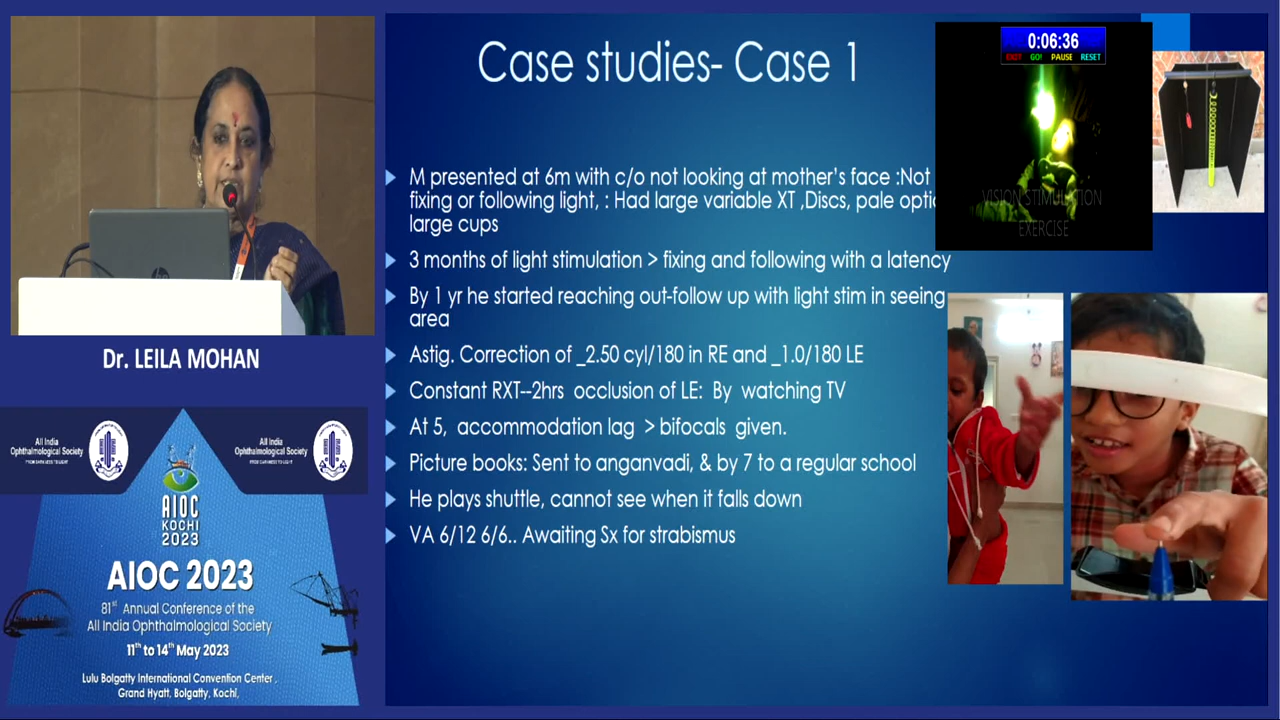 Case studies- Case 1
M presented at 6m with c/o not looking at mother's face :Not
fixing or following light, : Had large variable XT ,Discs, pale optic
large cups
3 months of light stimulation > fixing and following with a latency
By 1 yr he started reaching out-follow up with light stim in seeing
area
Astig. Correction of _2.50 cyl/180 in RE and _1.0/180 LE
Constant RXT--2hrs occlusion of LE: By watching TV
At 5, accommodation lag > bifocals given.
Picture books: Sent to anganvadi, & by 7 to a regular school
He plays shuttle, cannot see when it falls down
VA 6/12 6/6.. Awaiting Sx for strabismus
0:06:36
EXIT GO! PAUSE RESET
VISION STIMULATION
EXERCISE
Dr. LEILA MOHAN
All India
Ophthalmological Society
All India
Ophthalmological Society
AIOC
KOCHI
2023
AIOC 2023
81st Annual Conference of the
All India Ophthalmological Society
11th to 14th May 2023
Lulu Bolgatty International Convention Center ,
Grand Hyatt, Bolgatty, Kochi,